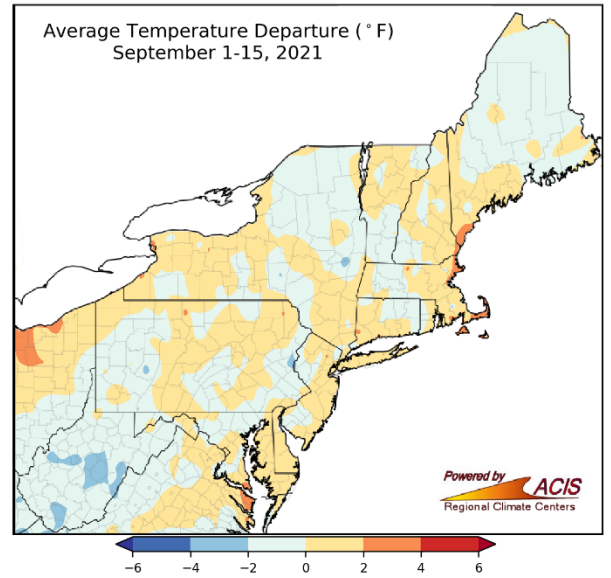 Average Temperature Departure (°F)
September 1-15, 2021
Powered by
ACIS
Regional Climate Centers
−6 −4 −2 0 2 4 6